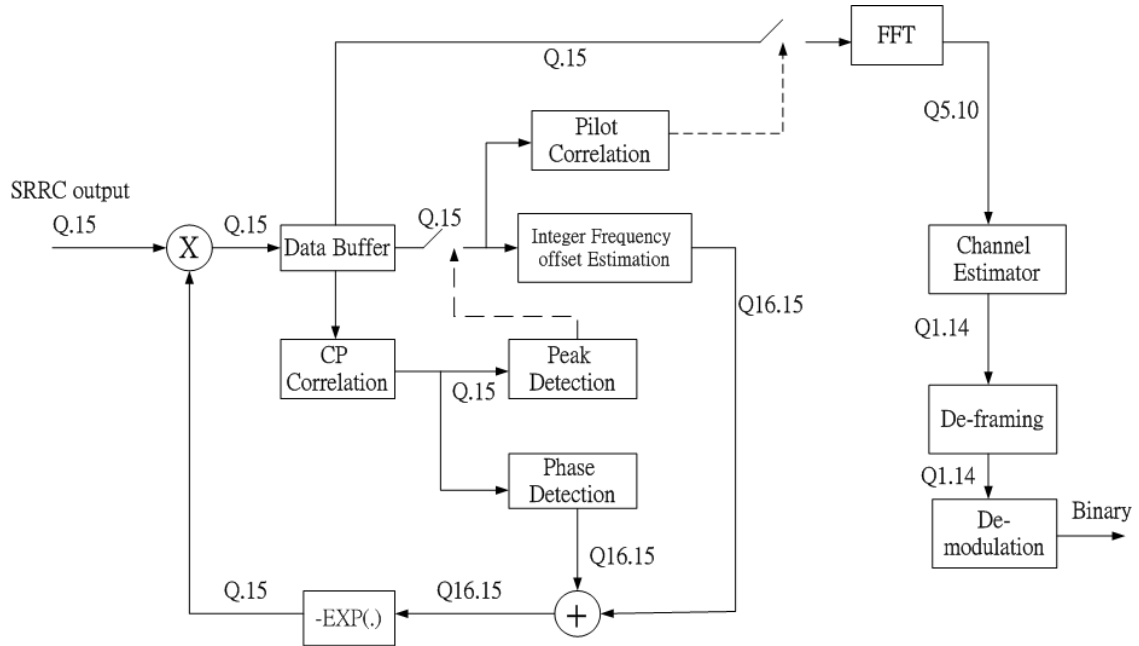 Q.15
FFT
Q5.10
Pilot
Correlation
SRRC output
Q.15
X
Q.15
Data Buffer
Q.15
Integer Frequency
offset Estimation
Q16.15
Channel
Estimator
Q1.14
CP
Correlation
Q.15
Peak
Detection
De-framing
Q1.14
Phase
Detection
De-
modulation
Binary
Q16.15
Q.15
-EXP(.)
Q16.15
+